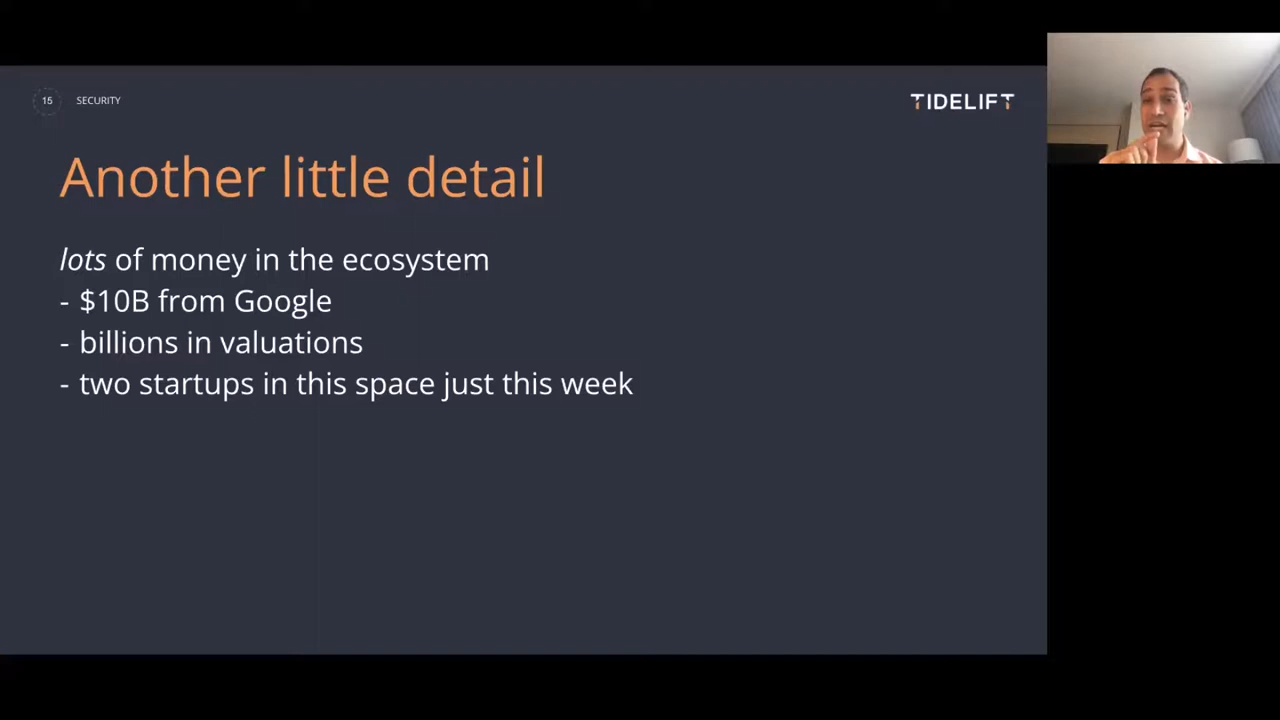 15 SECURITY
TIDELIFT
Another little detail
lots of money in the ecosystem
- $10B from Google
- billions in valuations
- two startups in this space just this week